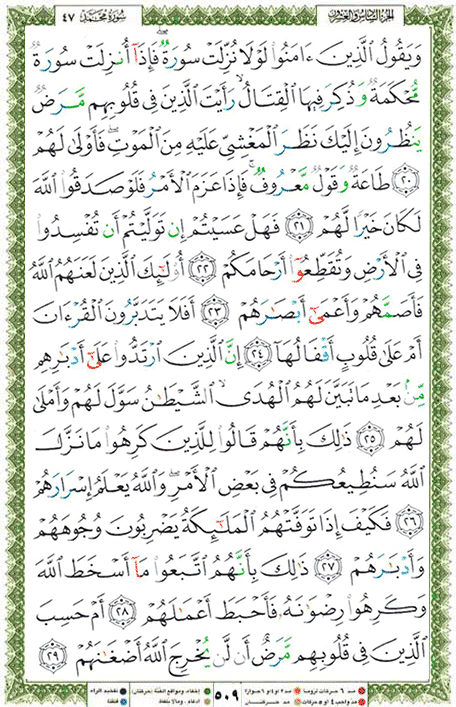 الجزء السادس والعشرون
سورة محمد ٤٧
وَيَقُولُ ٱلَّذِينَ ءَامَنُوا۟ لَوْلَا نُزِّلَتْ سُورَةٌ ۖ فَإِذَآ أُنزِلَتْ سُورَةٌ
مُّحْكَمَةٌ وَذُكِرَ فِيهَا ٱلْقِتَالُ ۙ رَأَيْتَ ٱلَّذِينَ فِى قُلُوبِهِم مَّرَضٌ
يَنظُرُونَ إِلَيْكَ نَظَرَ ٱلْمَغْشِىِّ عَلَيْهِ مِنَ ٱلْمَوْتِ ۖ فَأَوْلَىٰ لَهُمْ
٢٠ طَاعَةٌ وَقَوْلٌ مَّعْرُوفٌ ۚ فَإِذَا عَزَمَ ٱلْأَمْرُ فَلَوْ صَدَقُوا۟ ٱللَّهَ
لَكَانَ خَيْرًا لَّهُمْ ٢١ فَهَلْ عَسَيْتُمْ إِن تَوَلَّيْتُمْ أَن تُفْسِدُوا۟
فِى ٱلْأَرْضِ وَتُقَطِّعُوٓا۟ أَرْحَامَكُمْ ٢٢ أُو۟لَٰٓئِكَ ٱلَّذِينَ لَعَنَهُمُ ٱللَّهُ
فَأَصَمَّهُمْ وَأَعْمَىٰٓ أَبْصَٰرَهُمْ ٢٣ أَفَلَا يَتَدَبَّرُونَ ٱلْقُرْءَانَ
أَمْ عَلَىٰ قُلُوبٍ أَقْفَالُهَآ ٢٤ إِنَّ ٱلَّذِينَ ٱرْتَدُّوا۟ عَلَىٰٓ أَدْبَٰرِهِم
مِّنۢ بَعْدِ مَا تَبَيَّنَ لَهُمُ ٱلْهُدَى ۙ ٱلشَّيْطَٰنُ سَوَّلَ لَهُمْ وَأَمْلَىٰ
لَهُمْ ٢٥ ذَٰلِكَ بِأَنَّهُمْ قَالُوا۟ لِلَّذِينَ كَرِهُوا۟ مَا نَزَّلَ
ٱللَّهُ سَنُطِيعُكُمْ فِى بَعْضِ ٱلْأَمْرِ ۖ وَٱللَّهُ يَعْلَمُ إِسْرَارَهُمْ
٢٦ فَكَيْفَ إِذَا تَوَفَّتْهُمُ ٱلْمَلَٰٓئِكَةُ يَضْرِبُونَ وُجُوهَهُمْ
وَأَدْبَٰرَهُمْ ٢٧ ذَٰلِكَ بِأَنَّهُمُ ٱتَّبَعُوا۟ مَآ أَسْخَطَ ٱللَّهَ
وَكَرِهُوا۟ رِضْوَٰنَهُۥ فَأَحْبَطَ أَعْمَٰلَهُمْ ٢٨ أَمْ حَسِبَ
ٱلَّذِينَ فِى قُلُوبِهِم مَّرَضٌ أَن لَّن يُخْرِجَ ٱللَّهُ أَضْغَٰنَهُمْ ٢٩
٥٠٩